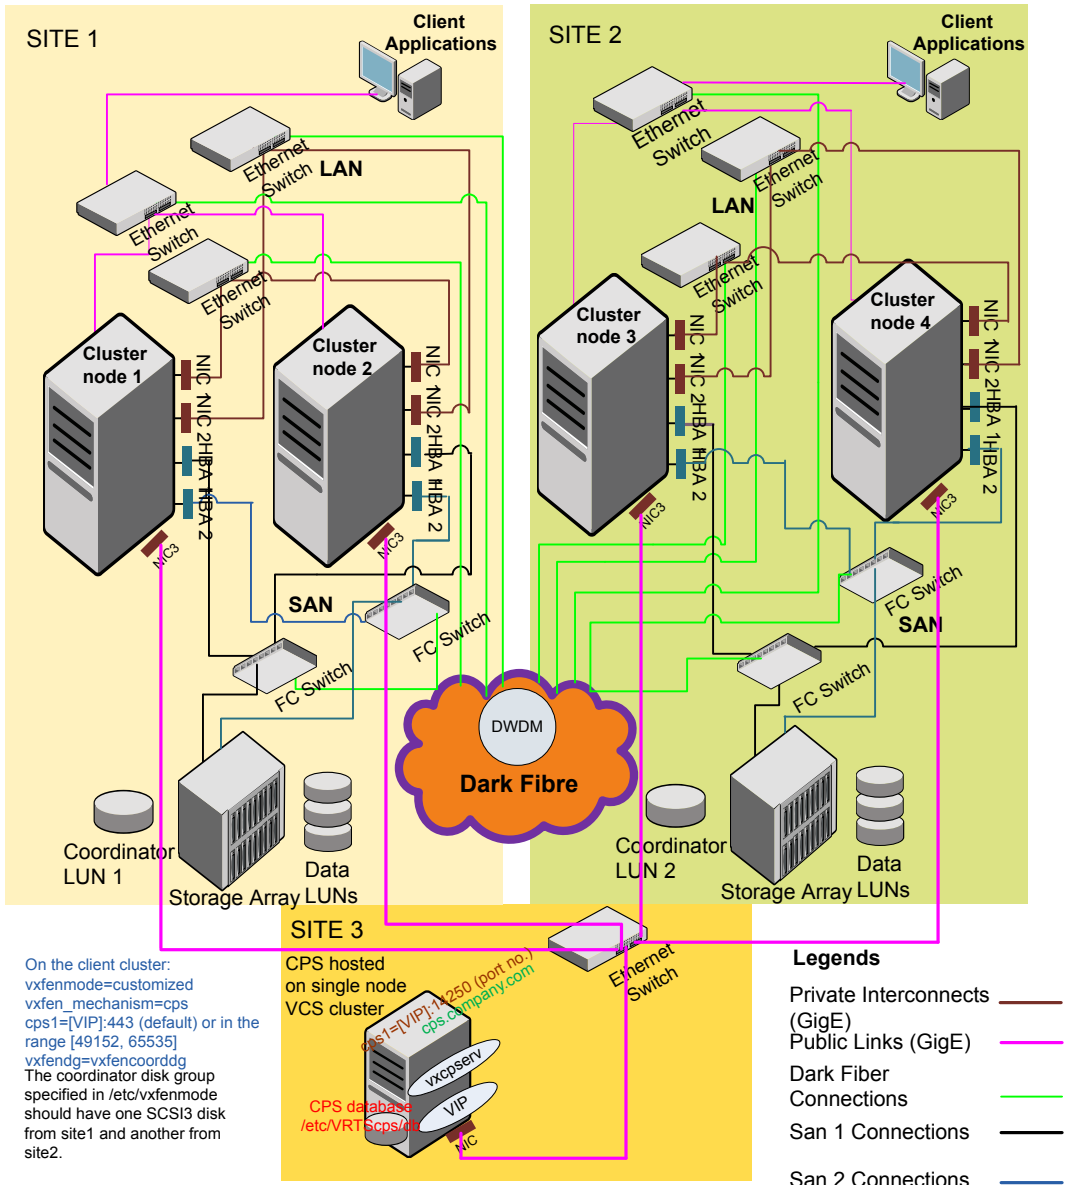 SITE 1
Client
Applications
Ethernet
Switch
LAN
Ethernet
Switch
Ethernet
Switch
Cluster
node 1
NIC 1
NIC 2
HBA 1
HBA 2
NIC3
Cluster
node 2
NIC 1
NIC 2
HBA 1
HBA 2
NIC3
SAN
FC Switch
FC Switch
Coordinator
LUN 1
Storage Array
Data
LUNs
SITE 2
Client
Applications
Ethernet
Switch
Ethernet
Switch
LAN
Ethernet
Switch
Cluster
node 3
NIC 1
NIC 2
HBA 1
HBA 2
NIC3
Cluster
node 4
NIC 1
NIC 2
HBA 1
HBA 2
NIC3
FC Switch
SAN
FC Switch
Coordinator
LUN 2
Storage Array
Data
LUNs
DWDM
Dark Fibre
SITE 3
CPS hosted
on single node
VCS cluster
Ethernet
Switch
cps1=[VIP]:14250 (port no.)
cps.company.com
vxcpserv
VIP
CPS database
/etc/VRTScps/db
NIC
On the client cluster:
vxfenmode=customized
vxfen_mechanism=cps
cps1=[VIP]:443 (default) or in the
range [49152, 65535]
vxfendg=vxfencoorddg
The coordinator disk group
specified in /etc/vxfenmode
should have one SCSI3 disk
from site1 and another from
site2.
Legends
Private Interconnects
(GigE)
Public Links (GigE)
Dark Fiber
Connections
San 1 Connections
San 2 Connections